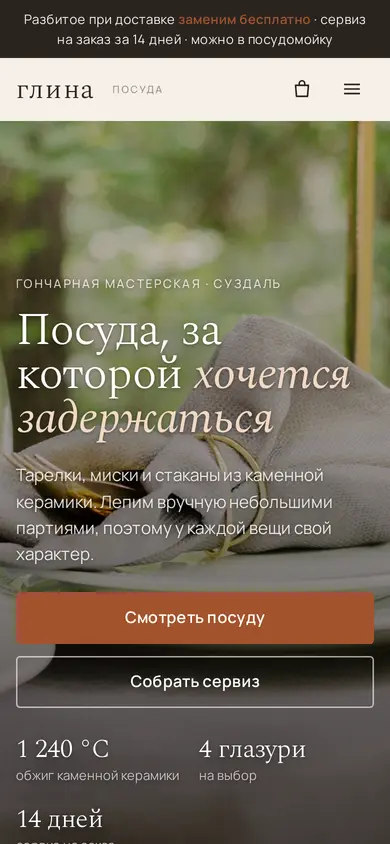 Разбитое при доставке заменим бесплатно · сервиз
на заказ за 14 дней · можно в посудомойку
глина ПОСУДА
ГОНЧАРНАЯ МАСТЕРСКАЯ · СУЗДАЛЬ
Посуда, за
которой хочется
задержаться
Тарелки, миски и стаканы из каменной
керамики. Лепим вручную небольшими
партиями, поэтому у каждой вещи свой
характер.
Смотреть посуду
Собрать сервиз
1 240 °C 4 глазури
обжиг каменной керамики на выбор
14 дней